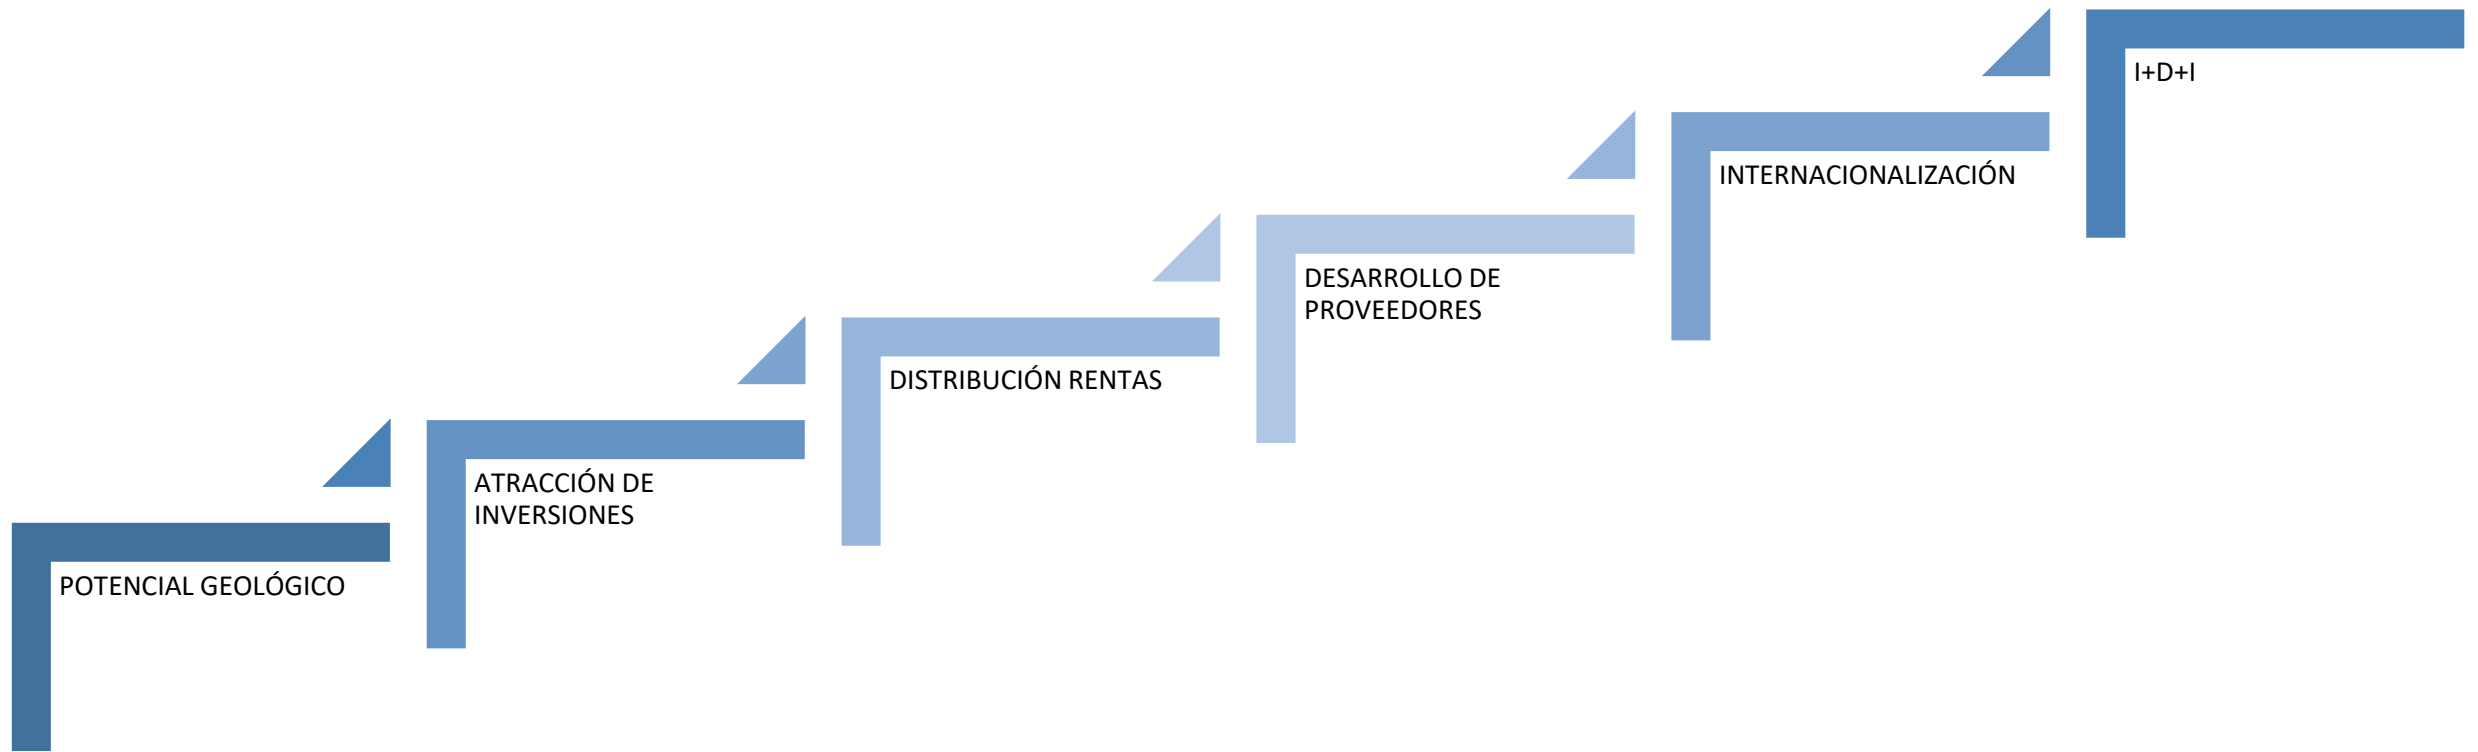 POTENCIAL GEOLÓGICO
ATRACCIÓN DE
INVERSIONES
DISTRIBUCIÓN RENTAS
DESARROLLO DE
PROVEEDORES
INTERNACIONALIZACIÓN
I+D+I